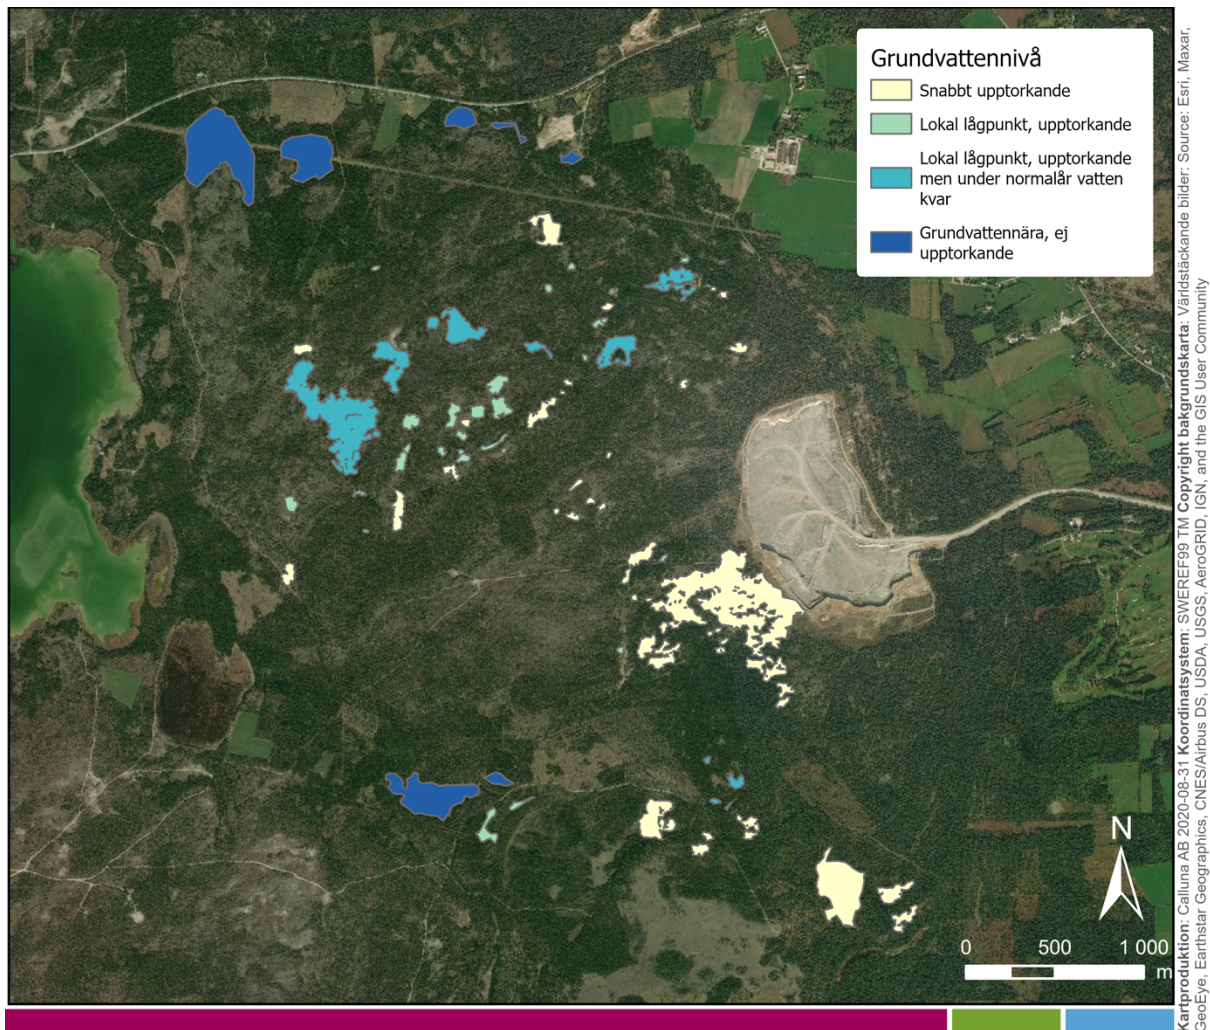 Grundvattennivå
Snabbt upptorkande
Lokal lågpunkt, upptorkande
Lokal lågpunkt, upptorkande
men under normalår vatten
kvar
Grundvattennära, ej
upptorkande
N
0 500 1 000
m
Kartproduktion: Calluna AB 2020-08-31 Koordinatsystem: SWEREF99 TM Copyright bakgrundskarta: Världstäckande bilder: Source: Esri, Maxar,
GeoEye, Earthstar Geographics, CNES/Airbus DS, USDA, USGS, AeroGRID, IGN, and the GIS User Community